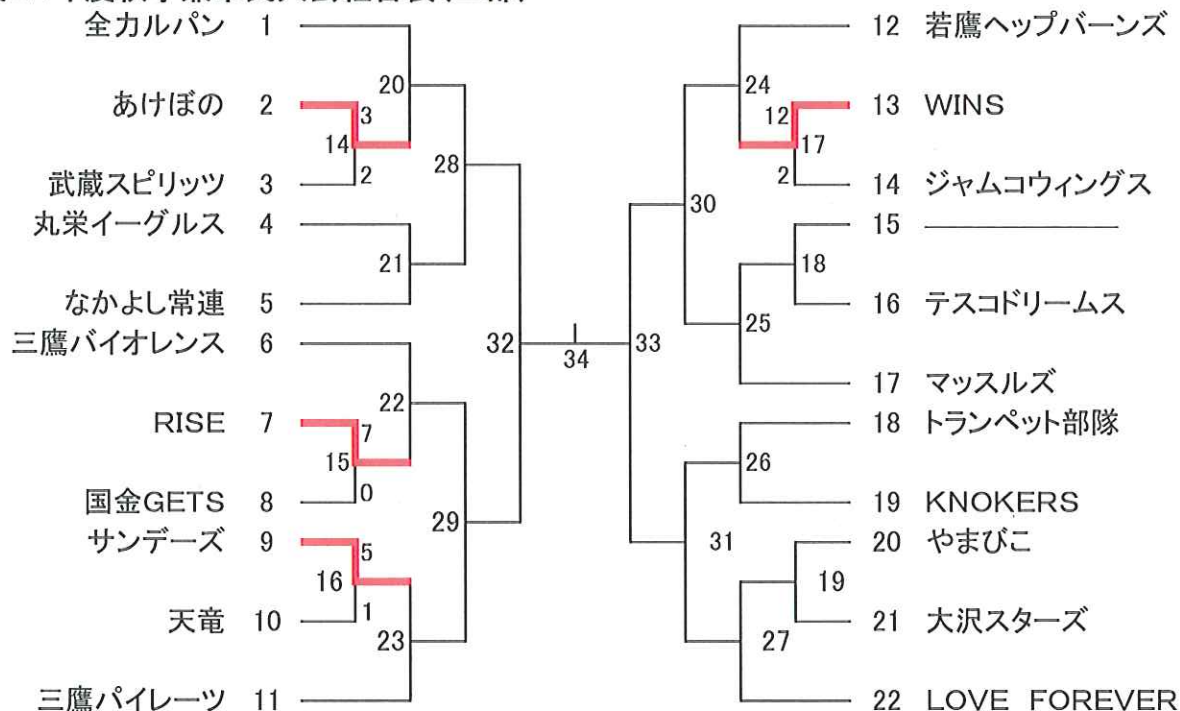 全力ルパン 1
20
あけぼの 2
3
14
武蔵スピリッツ 3
2
28
丸栄イーグルス 4
21
なかよし常連 5
三鷹バイオレンス 6
32
22
RISE 7
7
15
国金GETS 8
0
29
サンデーズ 9
5
16
天竜 10
1
23
三鷹パイレーツ 11
34
33
12 若鷹ヘップバーンズ
24
13 WINS
12
17
14 ジャムコウィングス
2
30
15
18
16 テスコドリームス
25
17 マッスルズ
18 トランペット部隊
26
19 KNOKERS
31
20 やまびこ
19
21 大沢スターズ
27
22 LOVE FOREVER